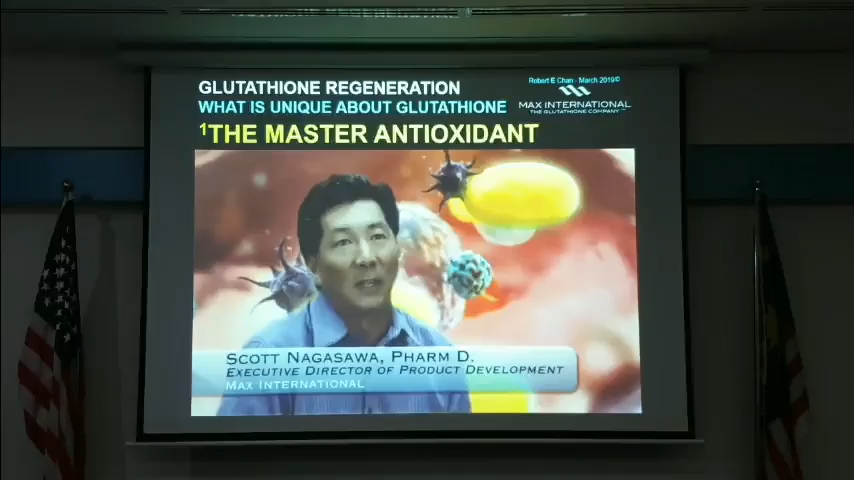 GLUTATHIONE REGENERATION
Robert E Chan - March 2019©
WHAT IS UNIQUE ABOUT GLUTATHIONE
MAX INTERNATIONAL
THE GLUTATHIONE COMPANY
¹THE MASTER ANTIOXIDANT
SCOTT NAGASAWA, PHARM D.
EXECUTIVE DIRECTOR OF PRODUCT DEVELOPMENT
MAX INTERNATIONAL